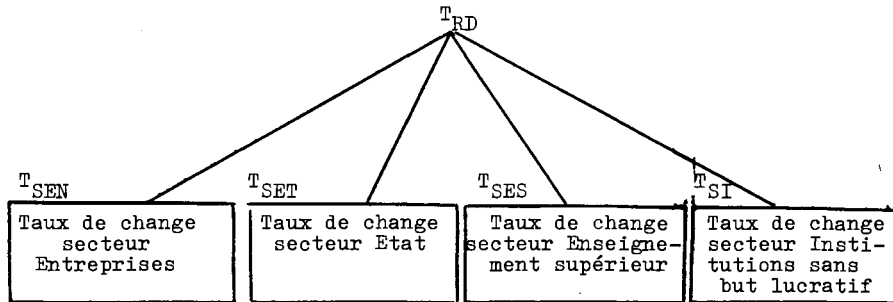 T_RD
T_SEN
T_SET
T_SES
T_SI
Taux de change
secteur
Entreprises
Taux de change
secteur Etat
Taux de change
secteur Enseigne-
ment supérieur
Taux de change
secteur Insti-
tutions sans
but lucratif